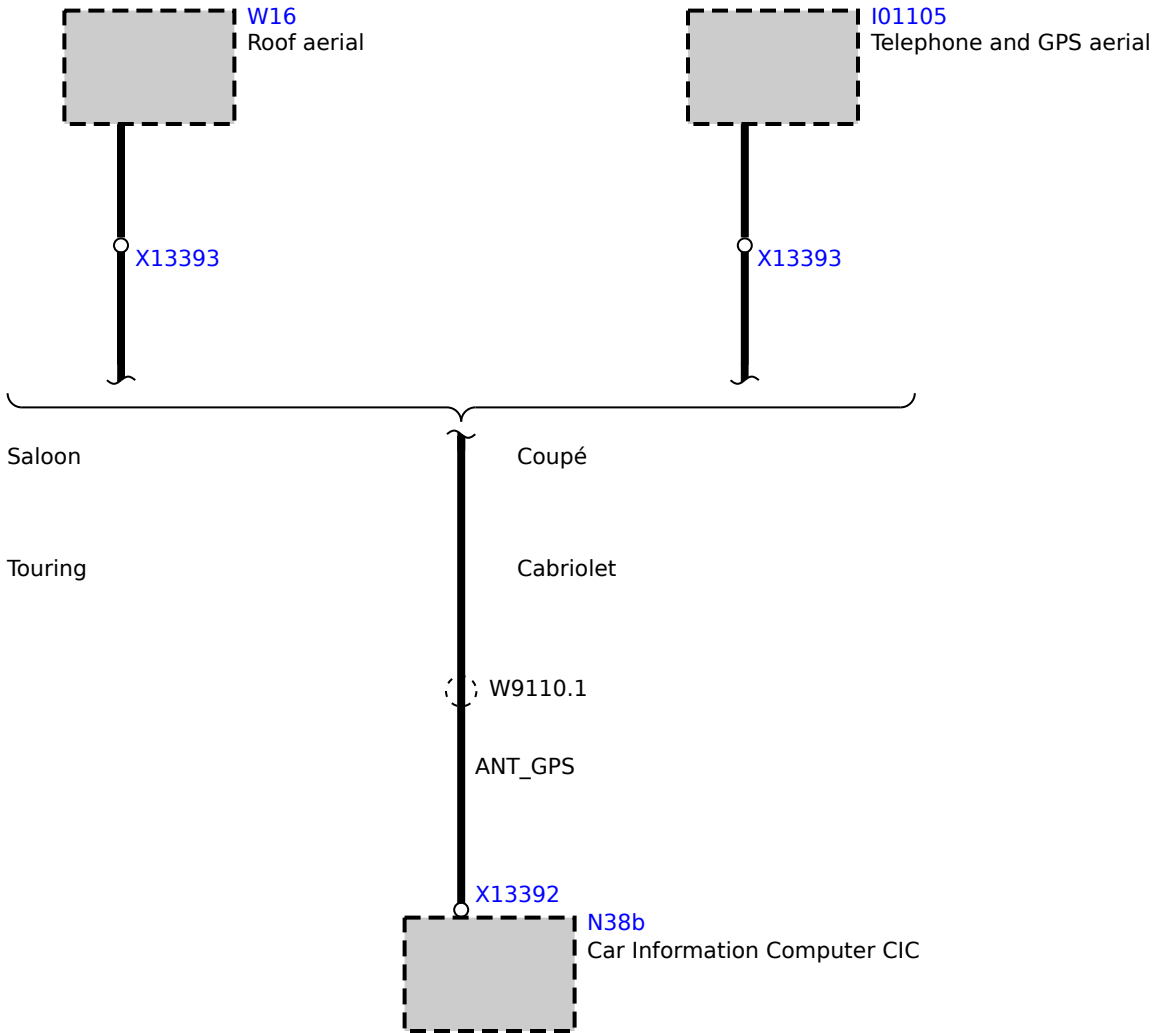 W16
Roof aerial
I01105
Telephone and GPS aerial
X13393
X13393
Saloon
Coupé
Touring
Cabriolet
W9110.1
ANT_GPS
X13392
N38b
Car Information Computer CIC